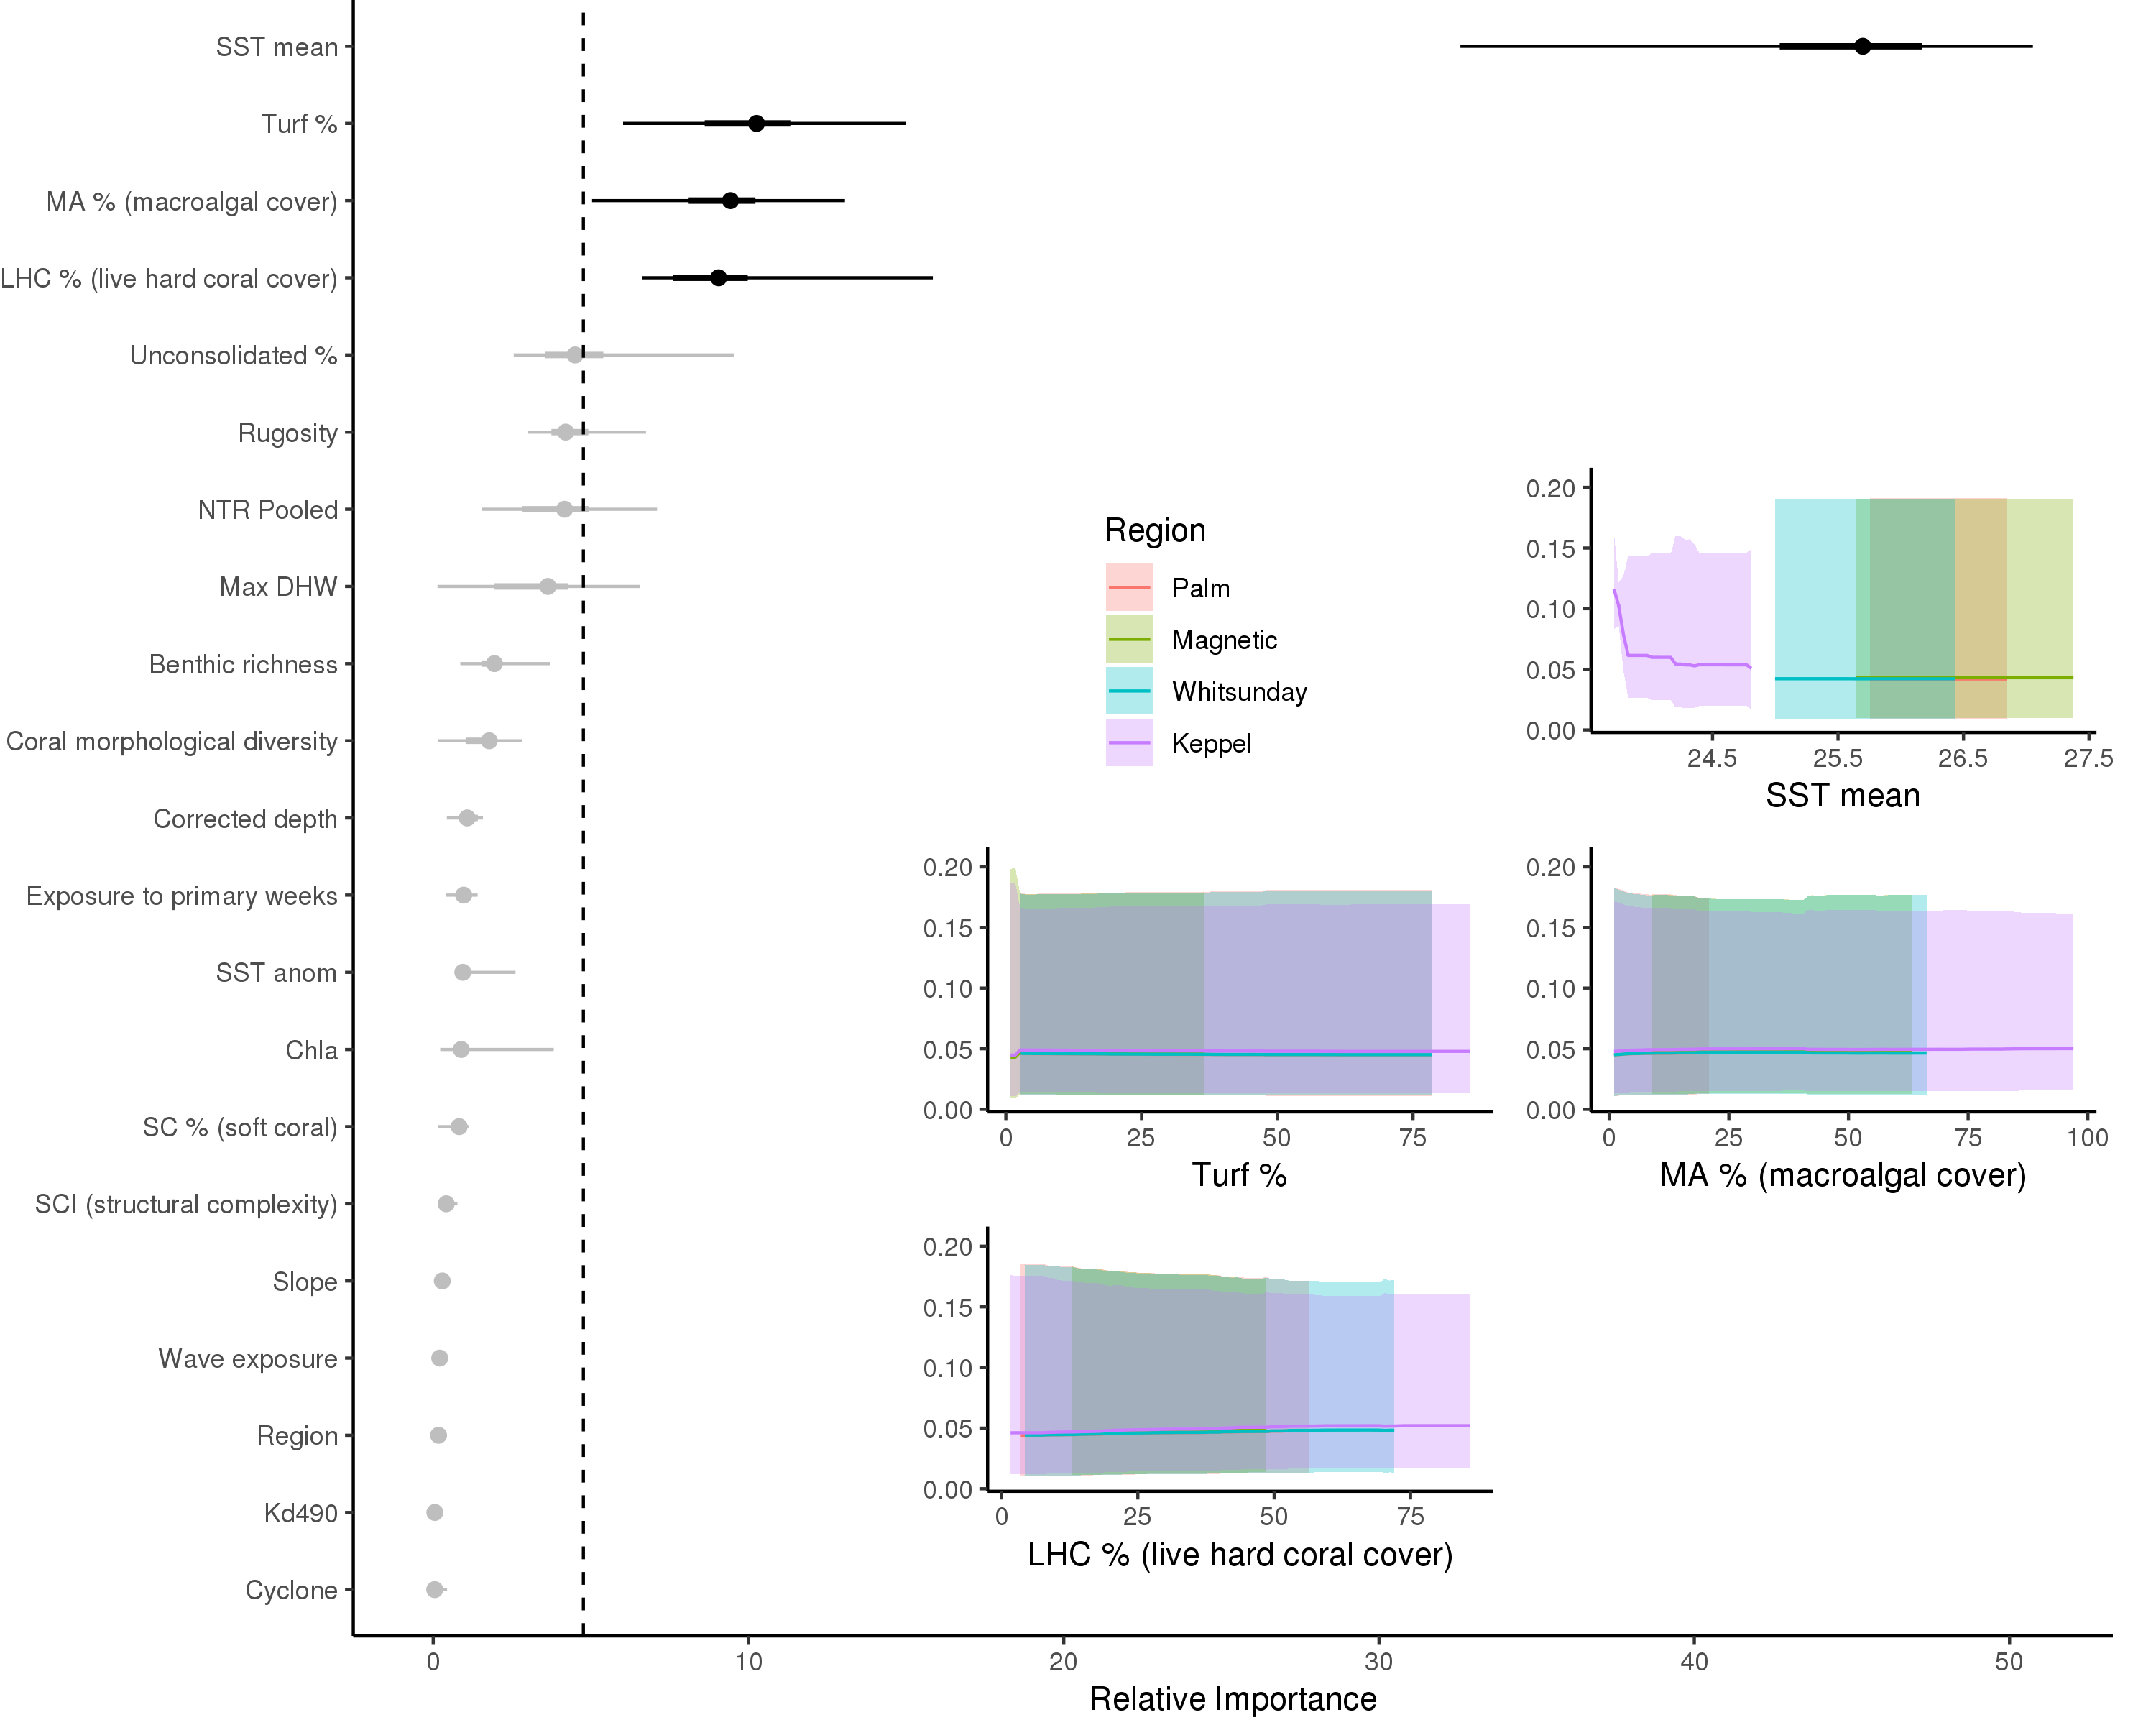 SST mean
Turf %
MA % (macroalgal cover)
LHC % (live hard coral cover)
Unconsolidated %
Rugosity
NTR Pooled
Max DHW
Benthic richness
Coral morphological diversity
Corrected depth
Exposure to primary weeks
SST anom
Chla
SC % (soft coral)
SCI (structural complexity)
Slope
Wave exposure
Region
Kd490
Cyclone
0 10 20 30 40 50
Relative Importance
Region
Palm
Magnetic
Whitsunday
Keppel
0.20
0.15
0.10
0.05
0.00
24.5 25.5 26.5 27.5
SST mean
0.20
0.15
0.10
0.05
0.00
0 25 50 75
Turf %
0.20
0.15
0.10
0.05
0.00
0 25 50 75 100
MA % (macroalgal cover)
0.20
0.15
0.10
0.05
0.00
0 25 50 75
LHC % (live hard coral cover)